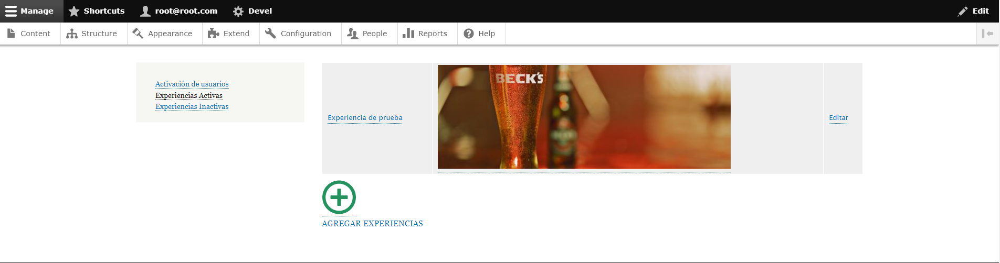 Manage Shortcuts root@root.com Devel Edit
Content Structure Appearance Extend Configuration People Reports Help
Activación de usuarios
Experiencias Activas
Experiencias Inactivas
BECK'S
Experiencia de prueba
Editar
AGREGAR EXPERIENCIAS